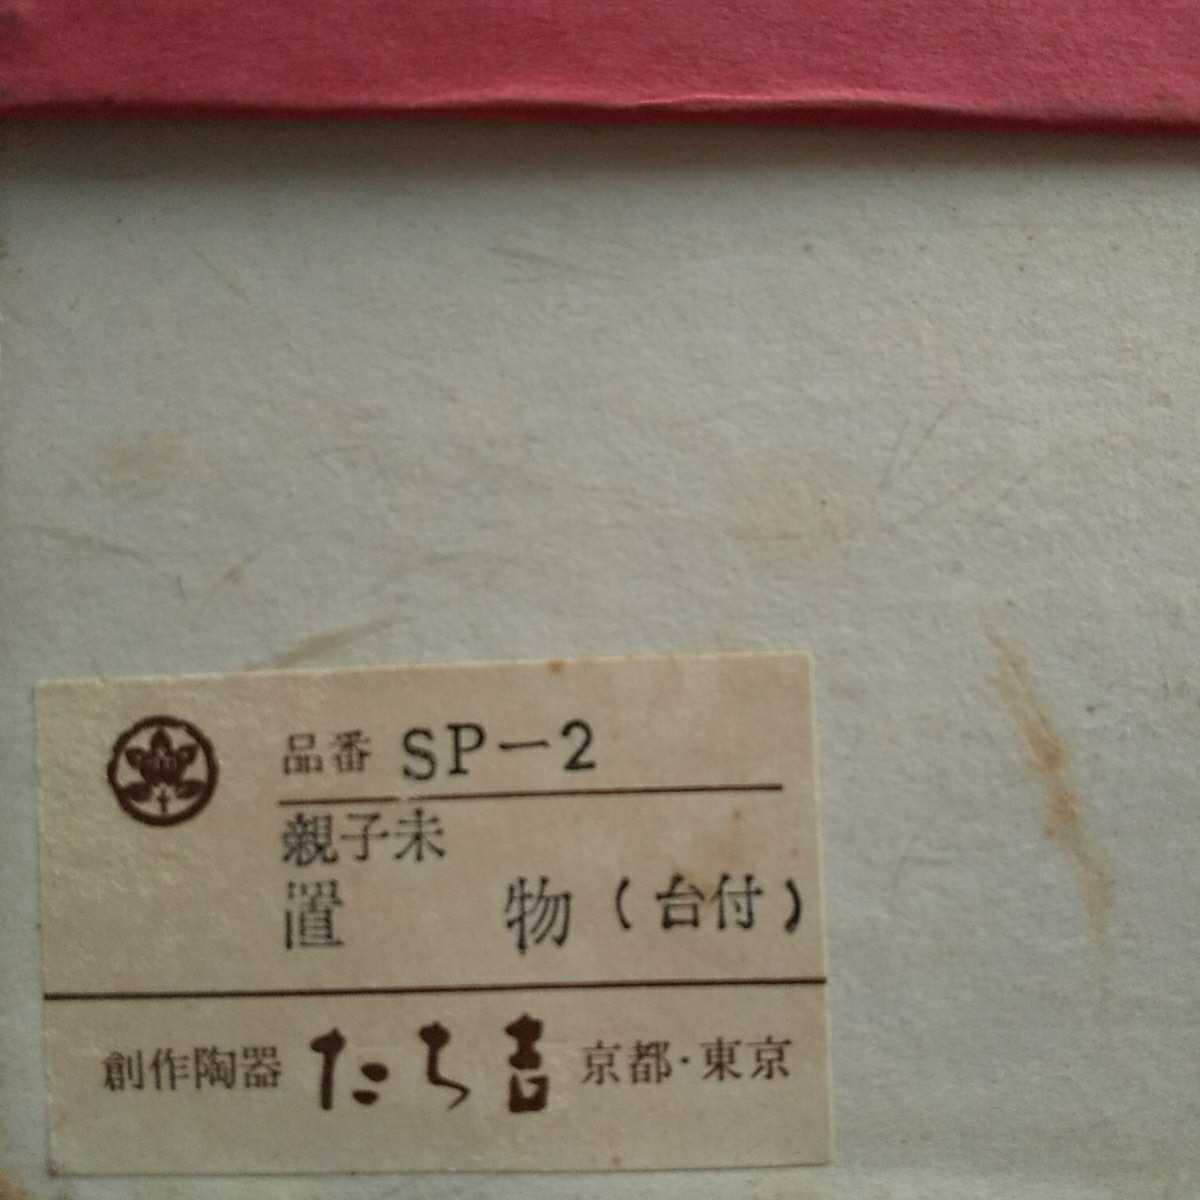 品番 SP-2
親子未
置 物 (台付)
創作陶器 たち吉 京都・東京